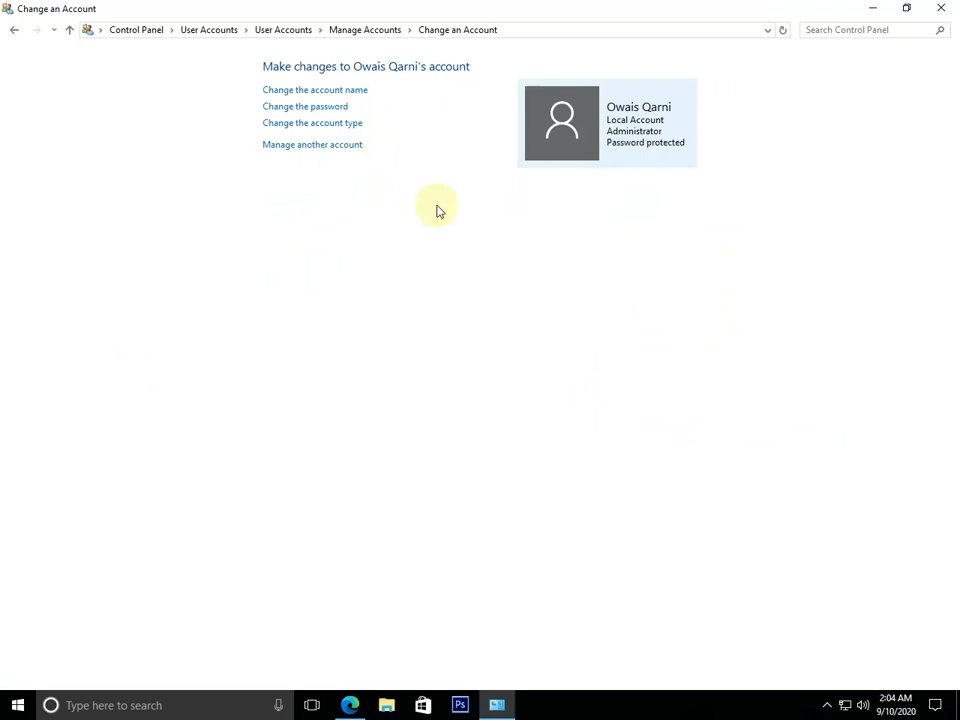 Change an Account
Control Panel > User Accounts > User Accounts > Manage Accounts > Change an Account
Search Control Panel
Make changes to Owais Qarni's account
Change the account name
Change the password
Change the account type
Manage another account
Owais Qarni
Local Account
Administrator
Password protected
Type here to search
Ps
2:04 AM
9/10/2020